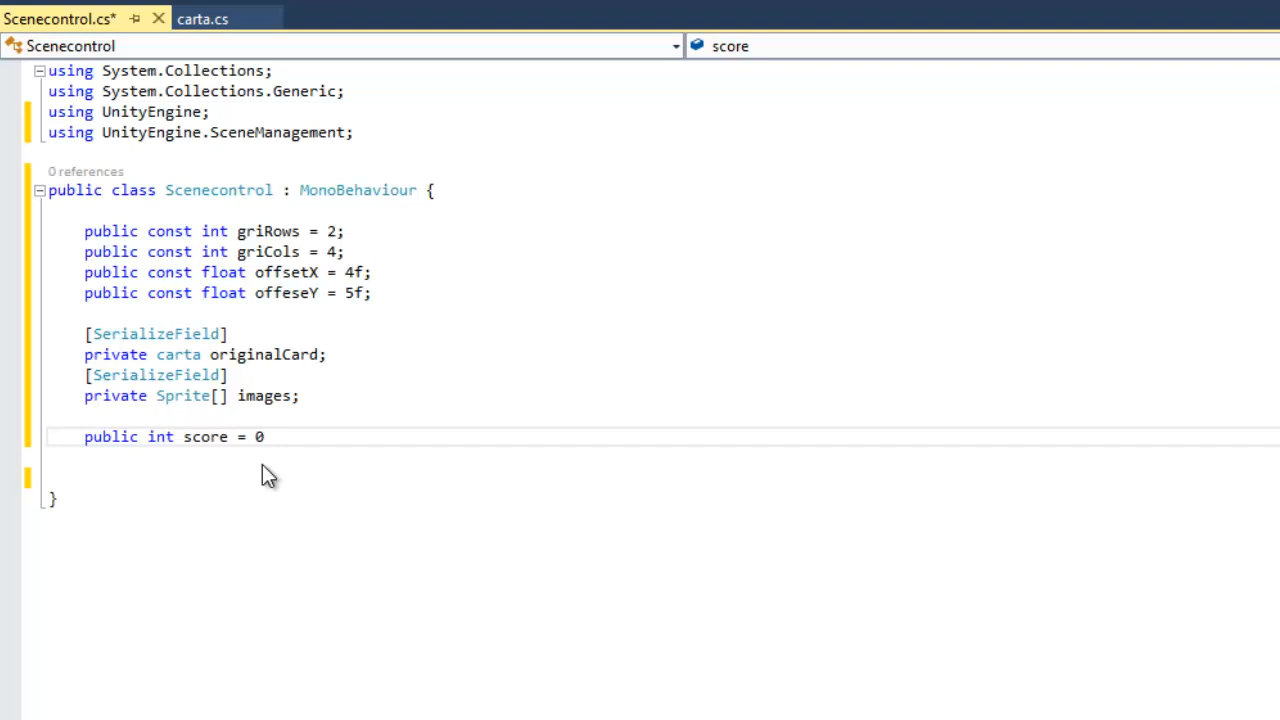 Scenecontrol.cs* carta.cs
Scenecontrol score
using System.Collections;
using System.Collections.Generic;
using UnityEngine;
using UnityEngine.SceneManagement;
0 references
public class Scenecontrol : MonoBehaviour {
public const int griRows = 2;
public const int griCols = 4;
public const float offsetX = 4f;
public const float offeseY = 5f;
[SerializeField]
private carta originalCard;
[SerializeField]
private Sprite[] images;
public int score = 0
}